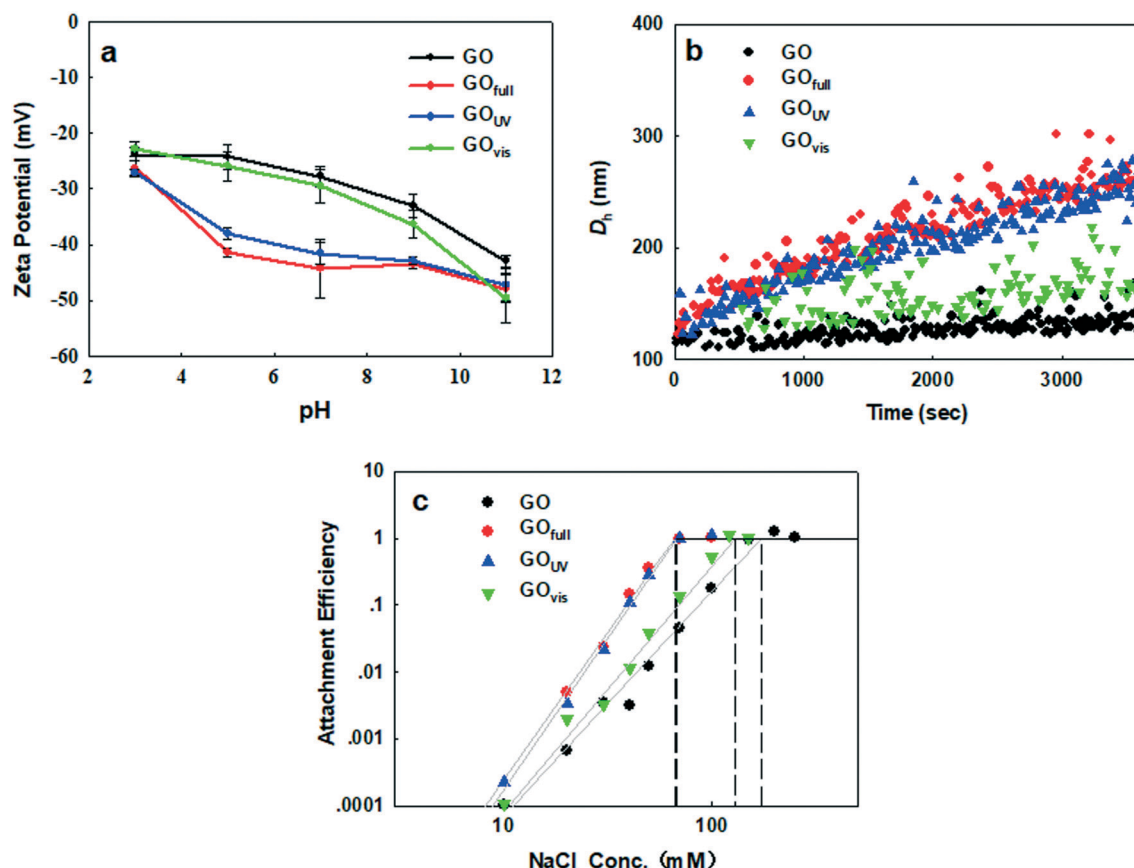 a
GO
GOfull
GOUV
GOvis
0
-10
-20
-30
-40
-50
-60
Zeta Potential (mV)
2 4 6 8 10 12
pH
b
GO
GOfull
GOUV
GOvis
400
300
200
100
Dh (nm)
0 1000 2000 3000
Time (sec)
c
GO
GOfull
GOUV
GOvis
10
1
.1
.01
.001
.0001
Attachment Efficiency
10 100
NaCl Conc. (mM)